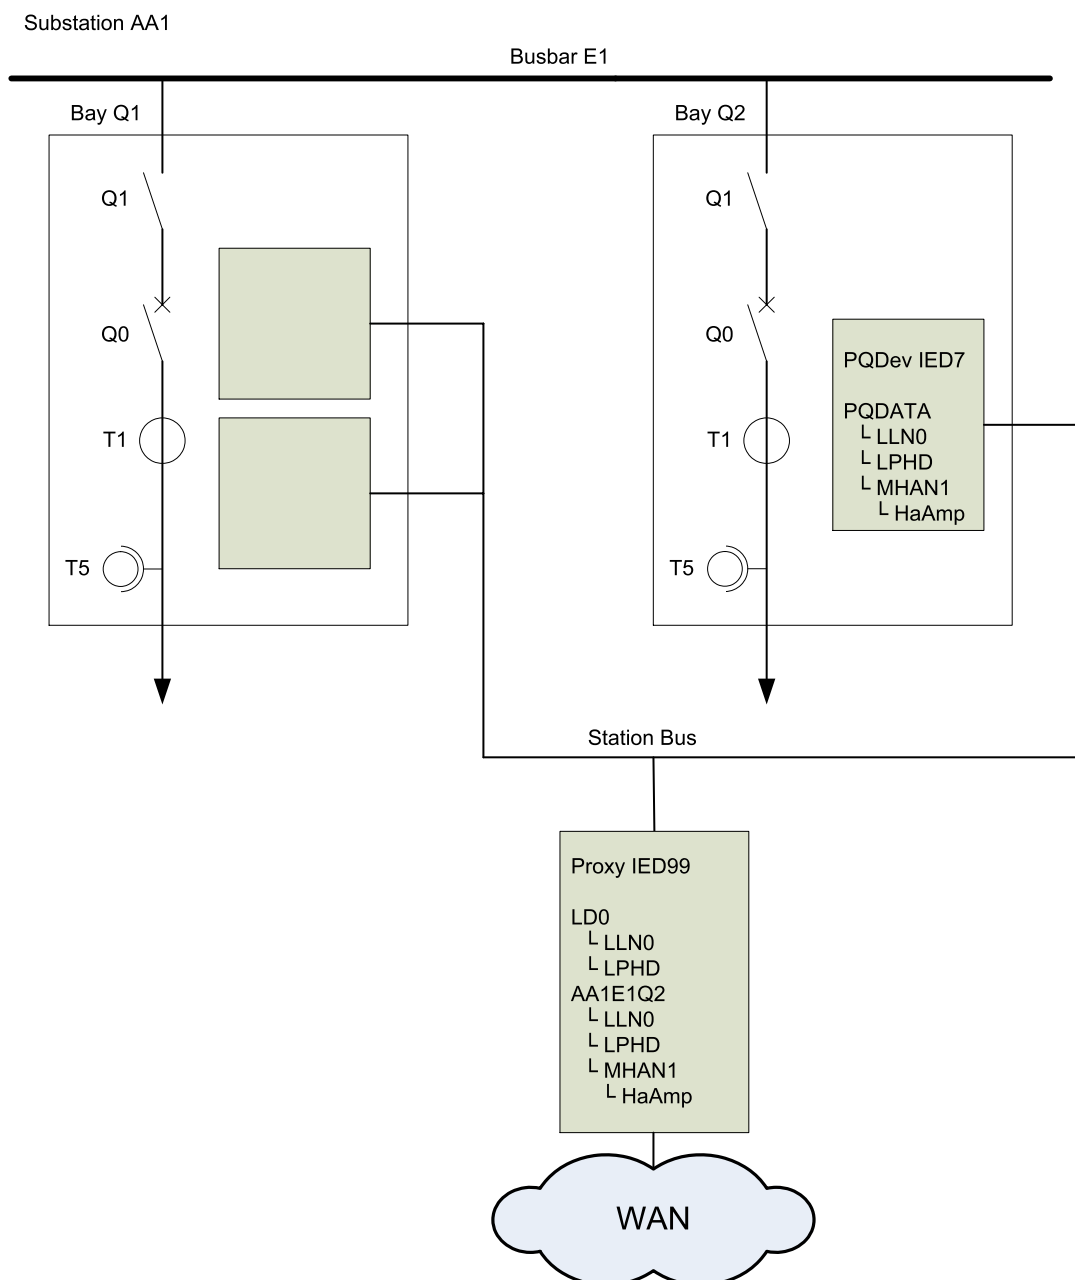 Substation AA1
Busbar E1
Bay Q1
Q1
Q0
T1
T5
Bay Q2
Q1
Q0
T1
T5
PQDev IED7
PQDATA
LLN0
LPHD
MHAN1
HaAmp
Station Bus
Proxy IED99
LD0
LLN0
LPHD
AA1E1Q2
LLN0
LPHD
MHAN1
HaAmp
WAN